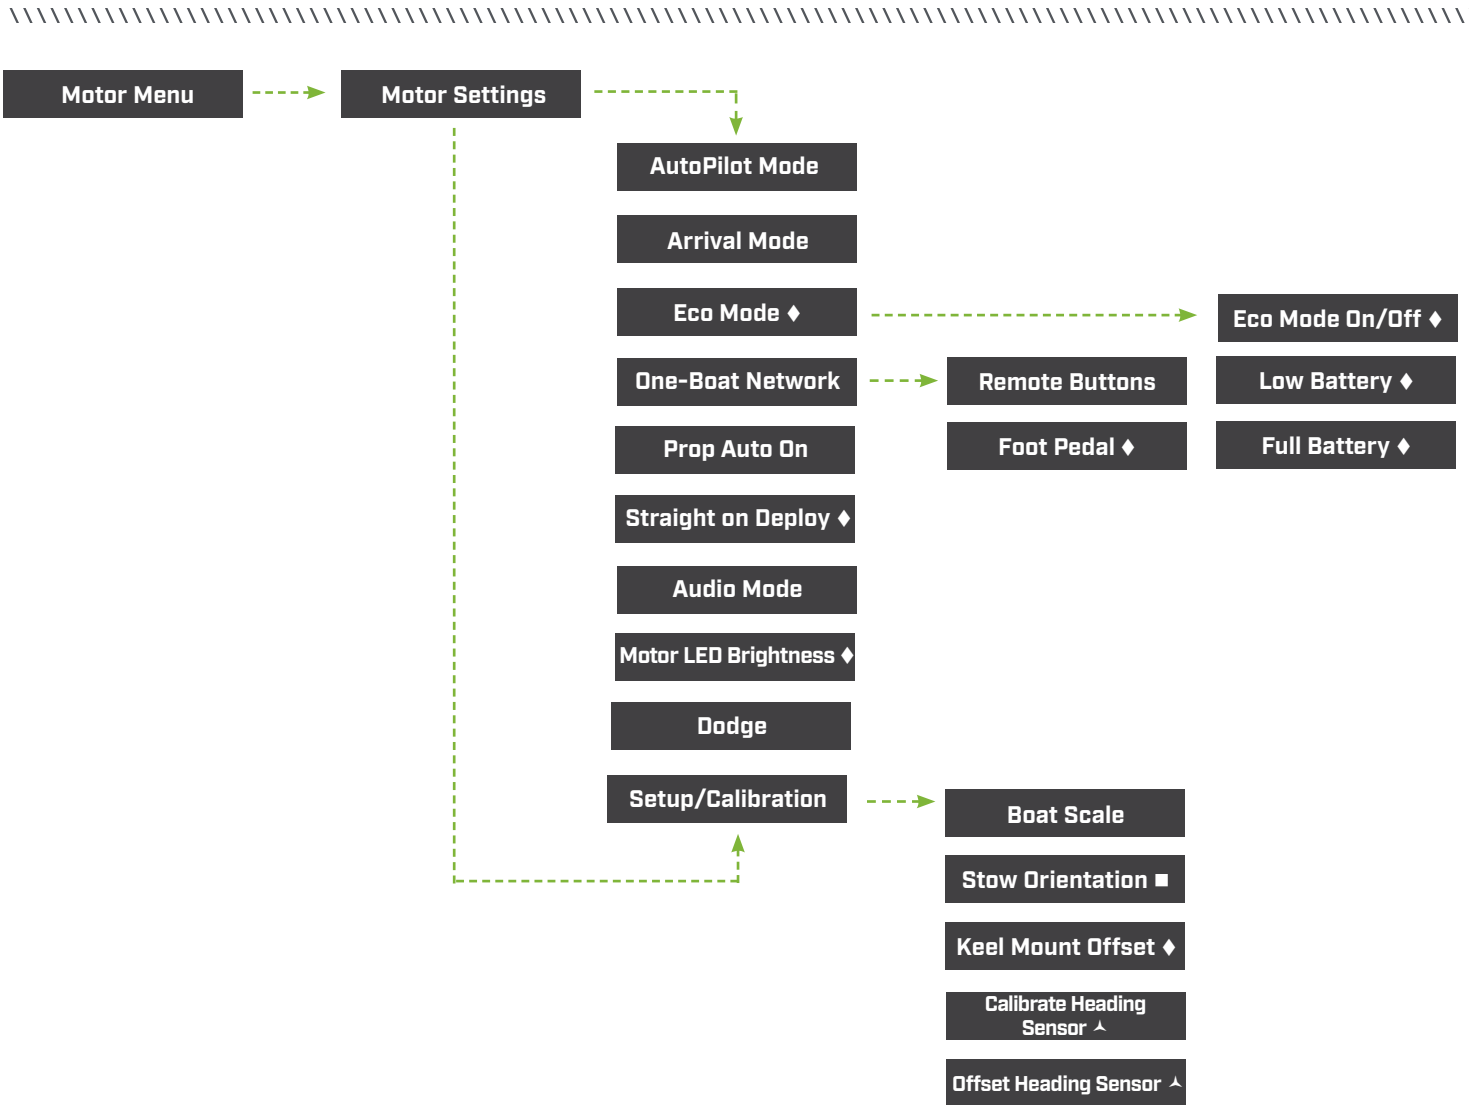 Motor Menu
Motor Settings
AutoPilot Mode
Arrival Mode
Eco Mode ♦
Eco Mode On/Off ♦
One-Boat Network
Remote Buttons
Low Battery ♦
Prop Auto On
Foot Pedal ♦
Full Battery ♦
Straight on Deploy ♦
Audio Mode
Motor LED Brightness ♦
Dodge
Setup/Calibration
Boat Scale
Stow Orientation ■
Keel Mount Offset ♦
Calibrate Heading
Sensor ⅄
Offset Heading Sensor ⅄